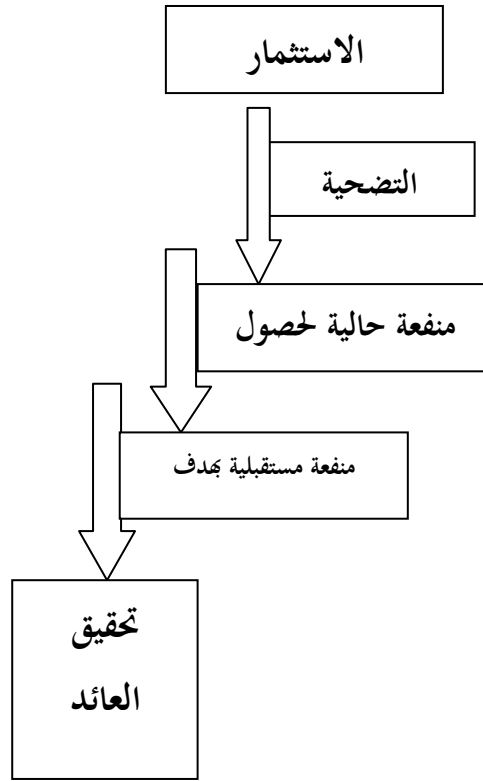 الاستثمار
التضحية
منفعة حالية لحصول
منفعة مستقبلية بهدف
تحقيق
العائد